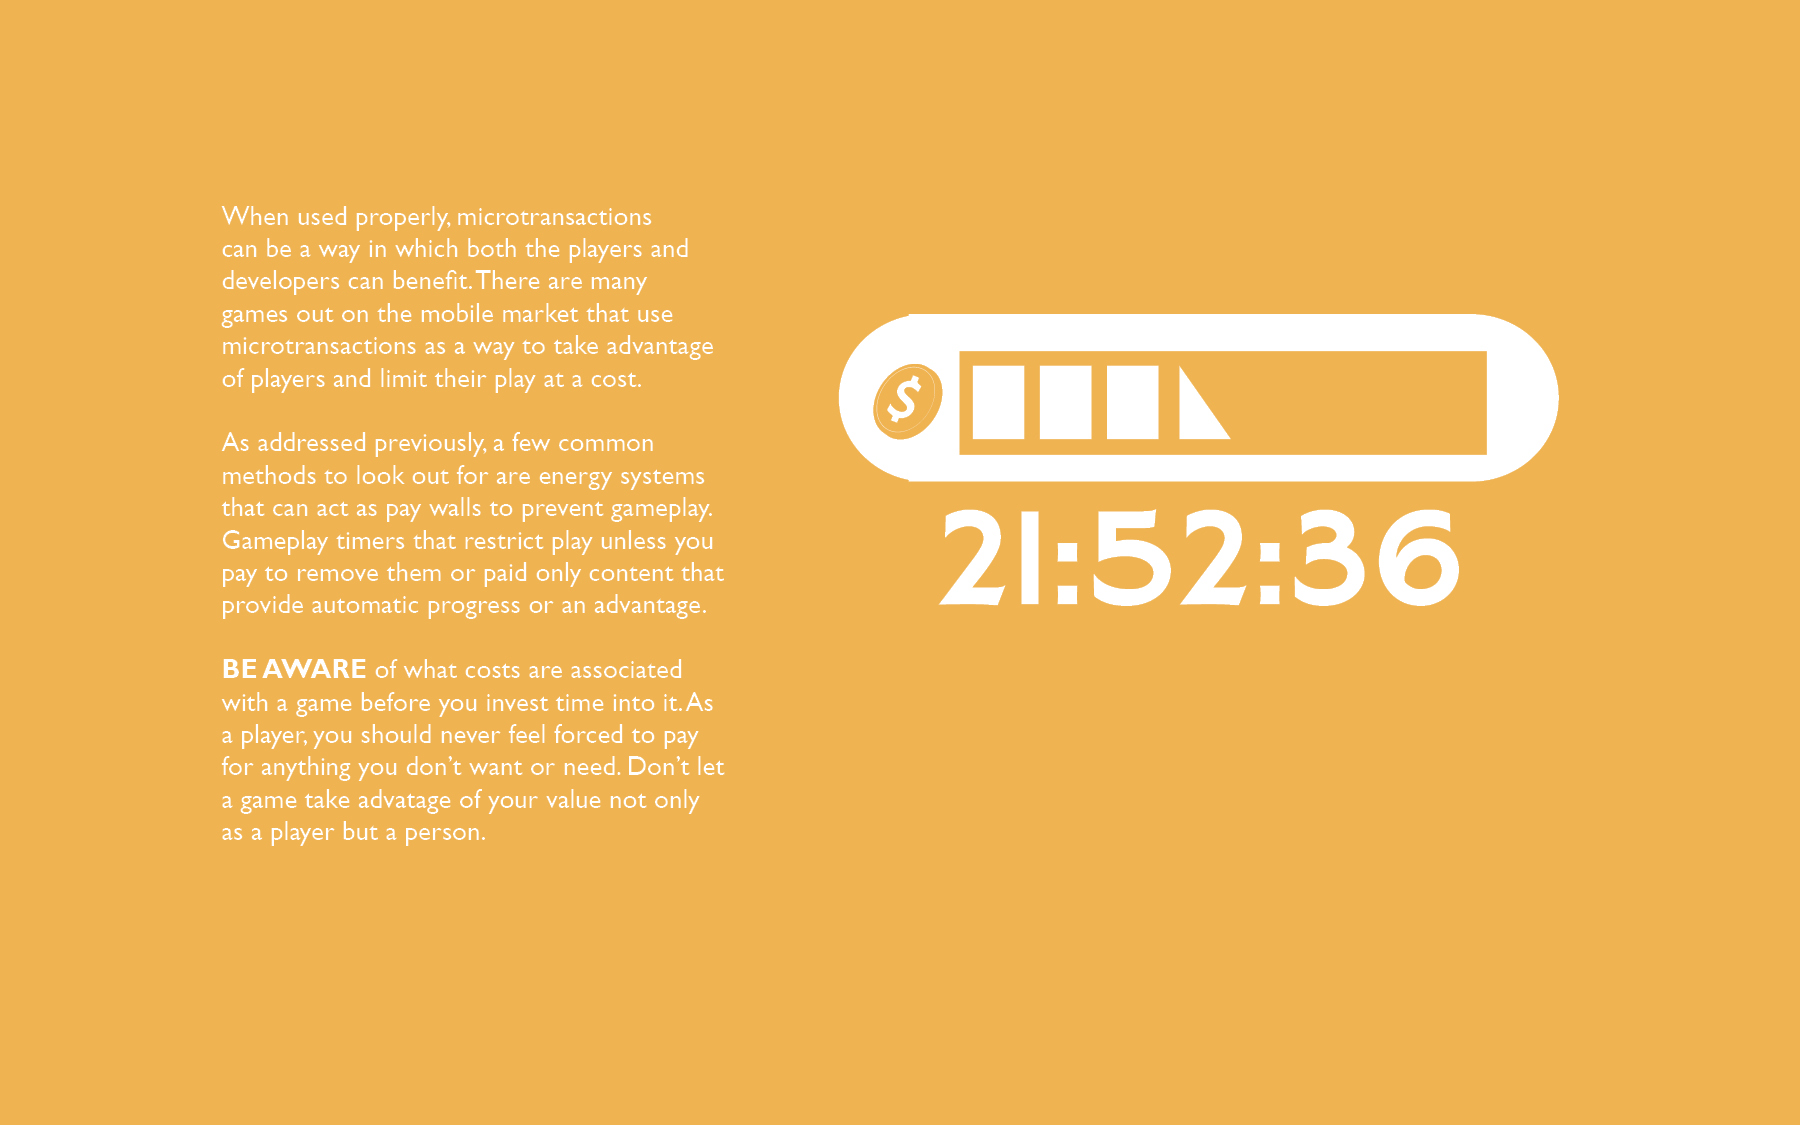 When used properly, microtransactions
can be a way in which both the players and
developers can benefit. There are many
games out on the mobile market that use
microtransactions as a way to take advantage
of players and limit their play at a cost.
As addressed previously, a few common
methods to look out for are energy systems
that can act as pay walls to prevent gameplay.
Gameplay timers that restrict play unless you
pay to remove them or paid only content that
provide automatic progress or an advantage.
BE AWARE of what costs are associated
with a game before you invest time into it. As
a player, you should never feel forced to pay
for anything you don’t want or need. Don’t let
a game take advatage of your value not only
as a player but a person.
$
21:52:36